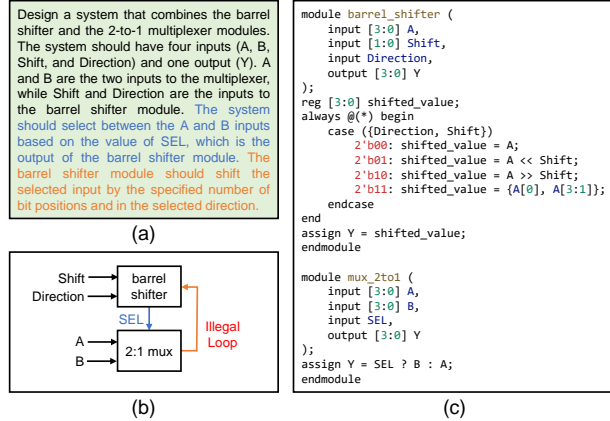 Design a system that combines the barrel
shifter and the 2-to-1 multiplexer modules.
The system should have four inputs (A, B,
Shift, and Direction) and one output (Y). A
and B are the two inputs to the multiplexer,
while Shift and Direction are the inputs to
the barrel shifter module. The system
should select between the A and B inputs
based on the value of SEL, which is the
output of the barrel shifter module. The
barrel shifter module should shift the
selected input by the specified number of
bit positions and in the selected direction.
(a)
Shift
Direction
barrel
shifter
SEL
Illegal
Loop
A
B
2:1 mux
(b)
module barrel_shifter (
    input [3:0] A,
    input [1:0] Shift,
    input Direction,
    output [3:0] Y
);
reg [3:0] shifted_value;
always @(*) begin
    case ({Direction, Shift})
        2'b00: shifted_value = A;
        2'b01: shifted_value = A << Shift;
        2'b10: shifted_value = A >> Shift;
        2'b11: shifted_value = {A[0], A[3:1]};
    endcase
end
assign Y = shifted_value;
endmodule
module mux_2to1 (
    input [3:0] A,
    input [3:0] B,
    input SEL,
    output [3:0] Y
);
assign Y = SEL ? B : A;
endmodule
(c)